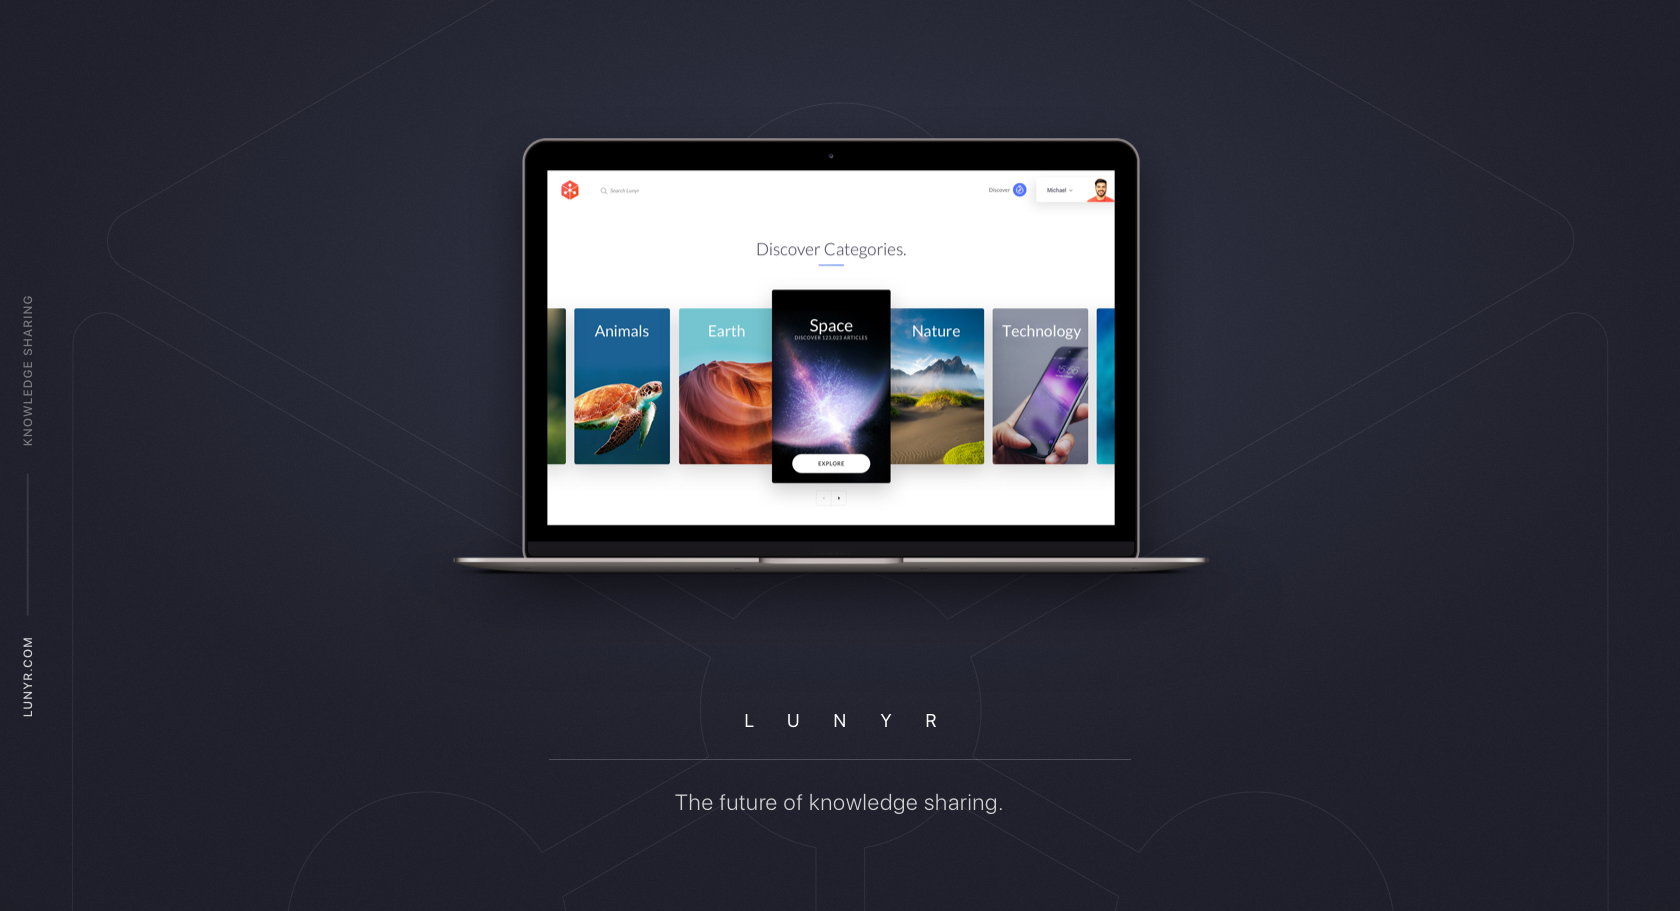 Search Lunyr
Discover
Michael
Discover Categories.
Animals
Earth
Space
DISCOVER 123,023 ARTICLES
EXPLORE
Nature
Technology
KNOWLEDGE SHARING
LUNYR.COM
LUNYR
The future of knowledge sharing.